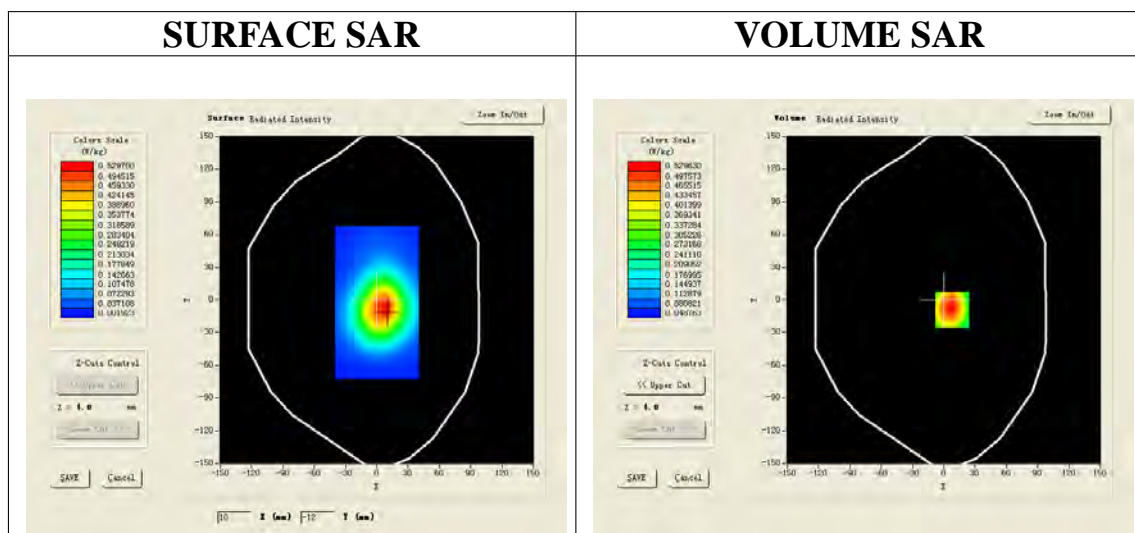 SURFACE SAR
VOLUME SAR
Surface Radiated Intensity
Zoom In/Out
Colors Scale
(W/kg)
0.529700
0.494515
0.459330
0.424145
0.388960
0.353774
0.318589
0.283404
0.248219
0.213034
0.177849
0.142663
0.107478
0.072293
0.037108
150
120
90
60
30
0
-30
-60
-90
-120
-150
-150 -120 -90 -60 -30 0 30 60 90 120 150
Z-Cuts Control
<< Upper Cut
Z = 4.0 mm
SAVE
Cancel
10 X (mm) -12 Y (mm)
Volume Radiated Intensity
Zoom In/Out
Colors Scale
(W/kg)
0.529630
0.497573
0.465515
0.433457
0.401399
0.369341
0.337284
0.305226
0.273168
0.241110
0.209052
0.176995
0.144937
0.112879
0.080821
150
120
90
60
30
0
-30
-60
-90
-120
-150
-150 -120 -90 -60 -30 0 30 60 90 120 150
Z-Cuts Control
<< Upper Cut
Z = 4.0 mm
SAVE
Cancel